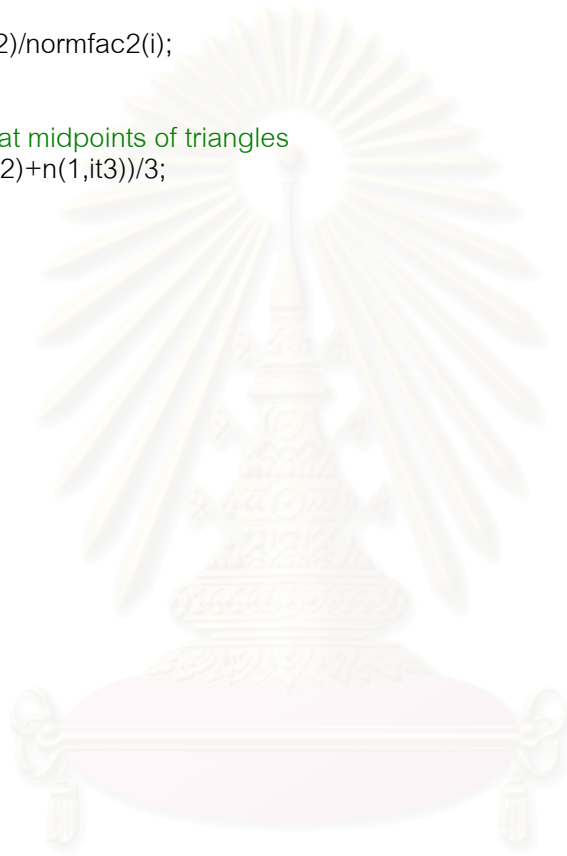 2)/normfac2(i);
at midpoints of triangles
2)+n(1,it3))/3;